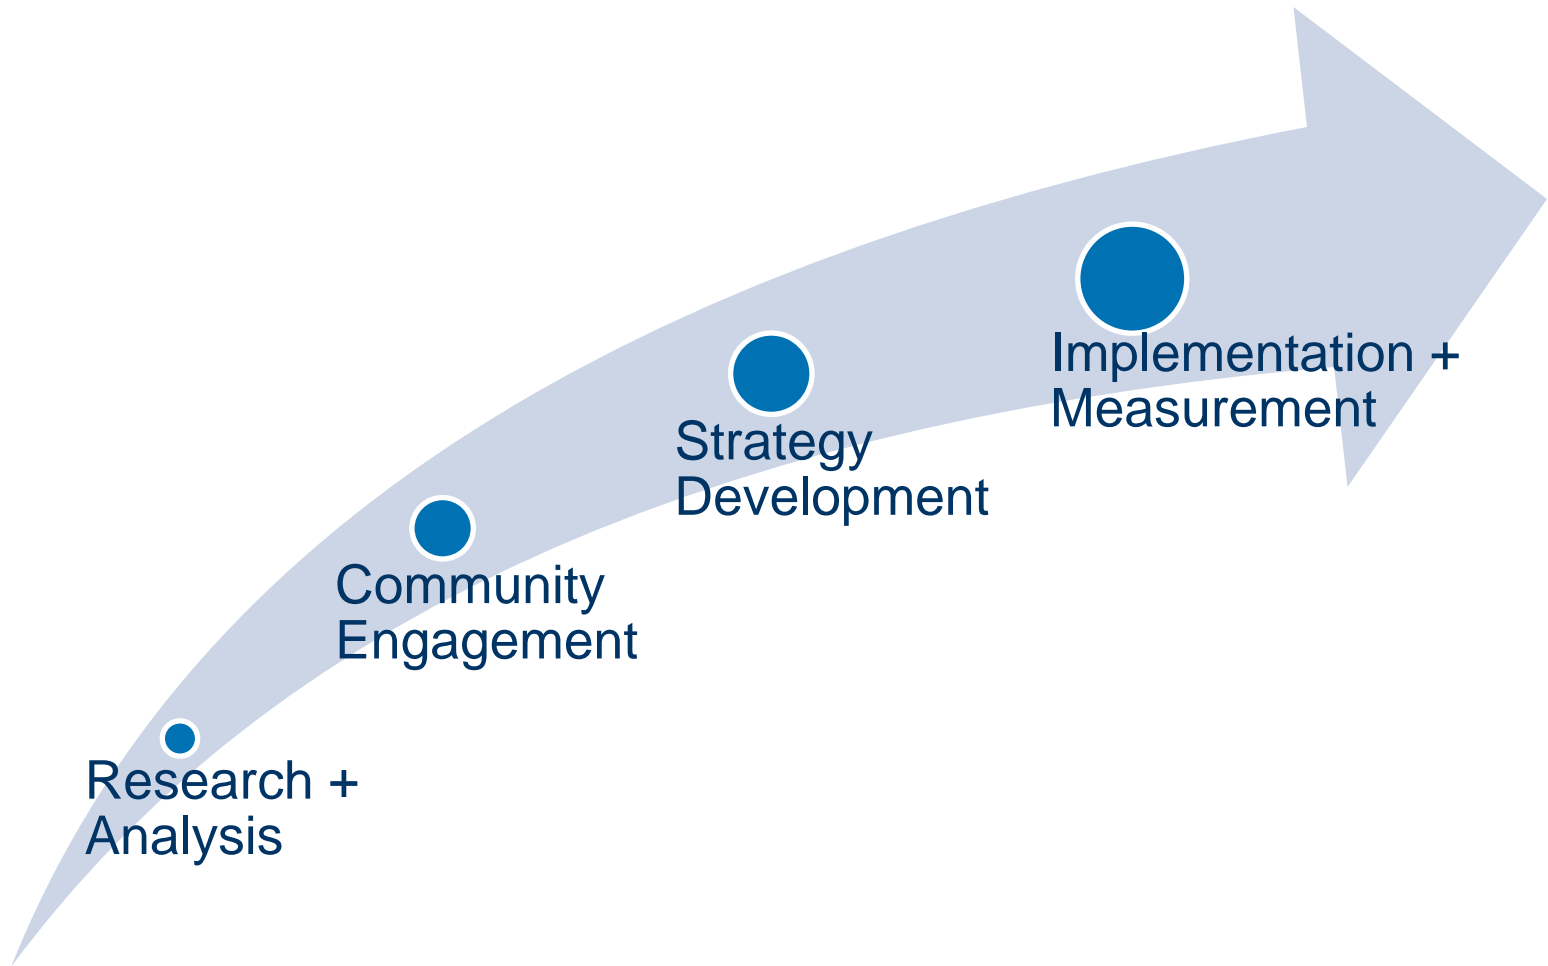 Research +
Analysis
Community
Engagement
Strategy
Development
Implementation +
Measurement